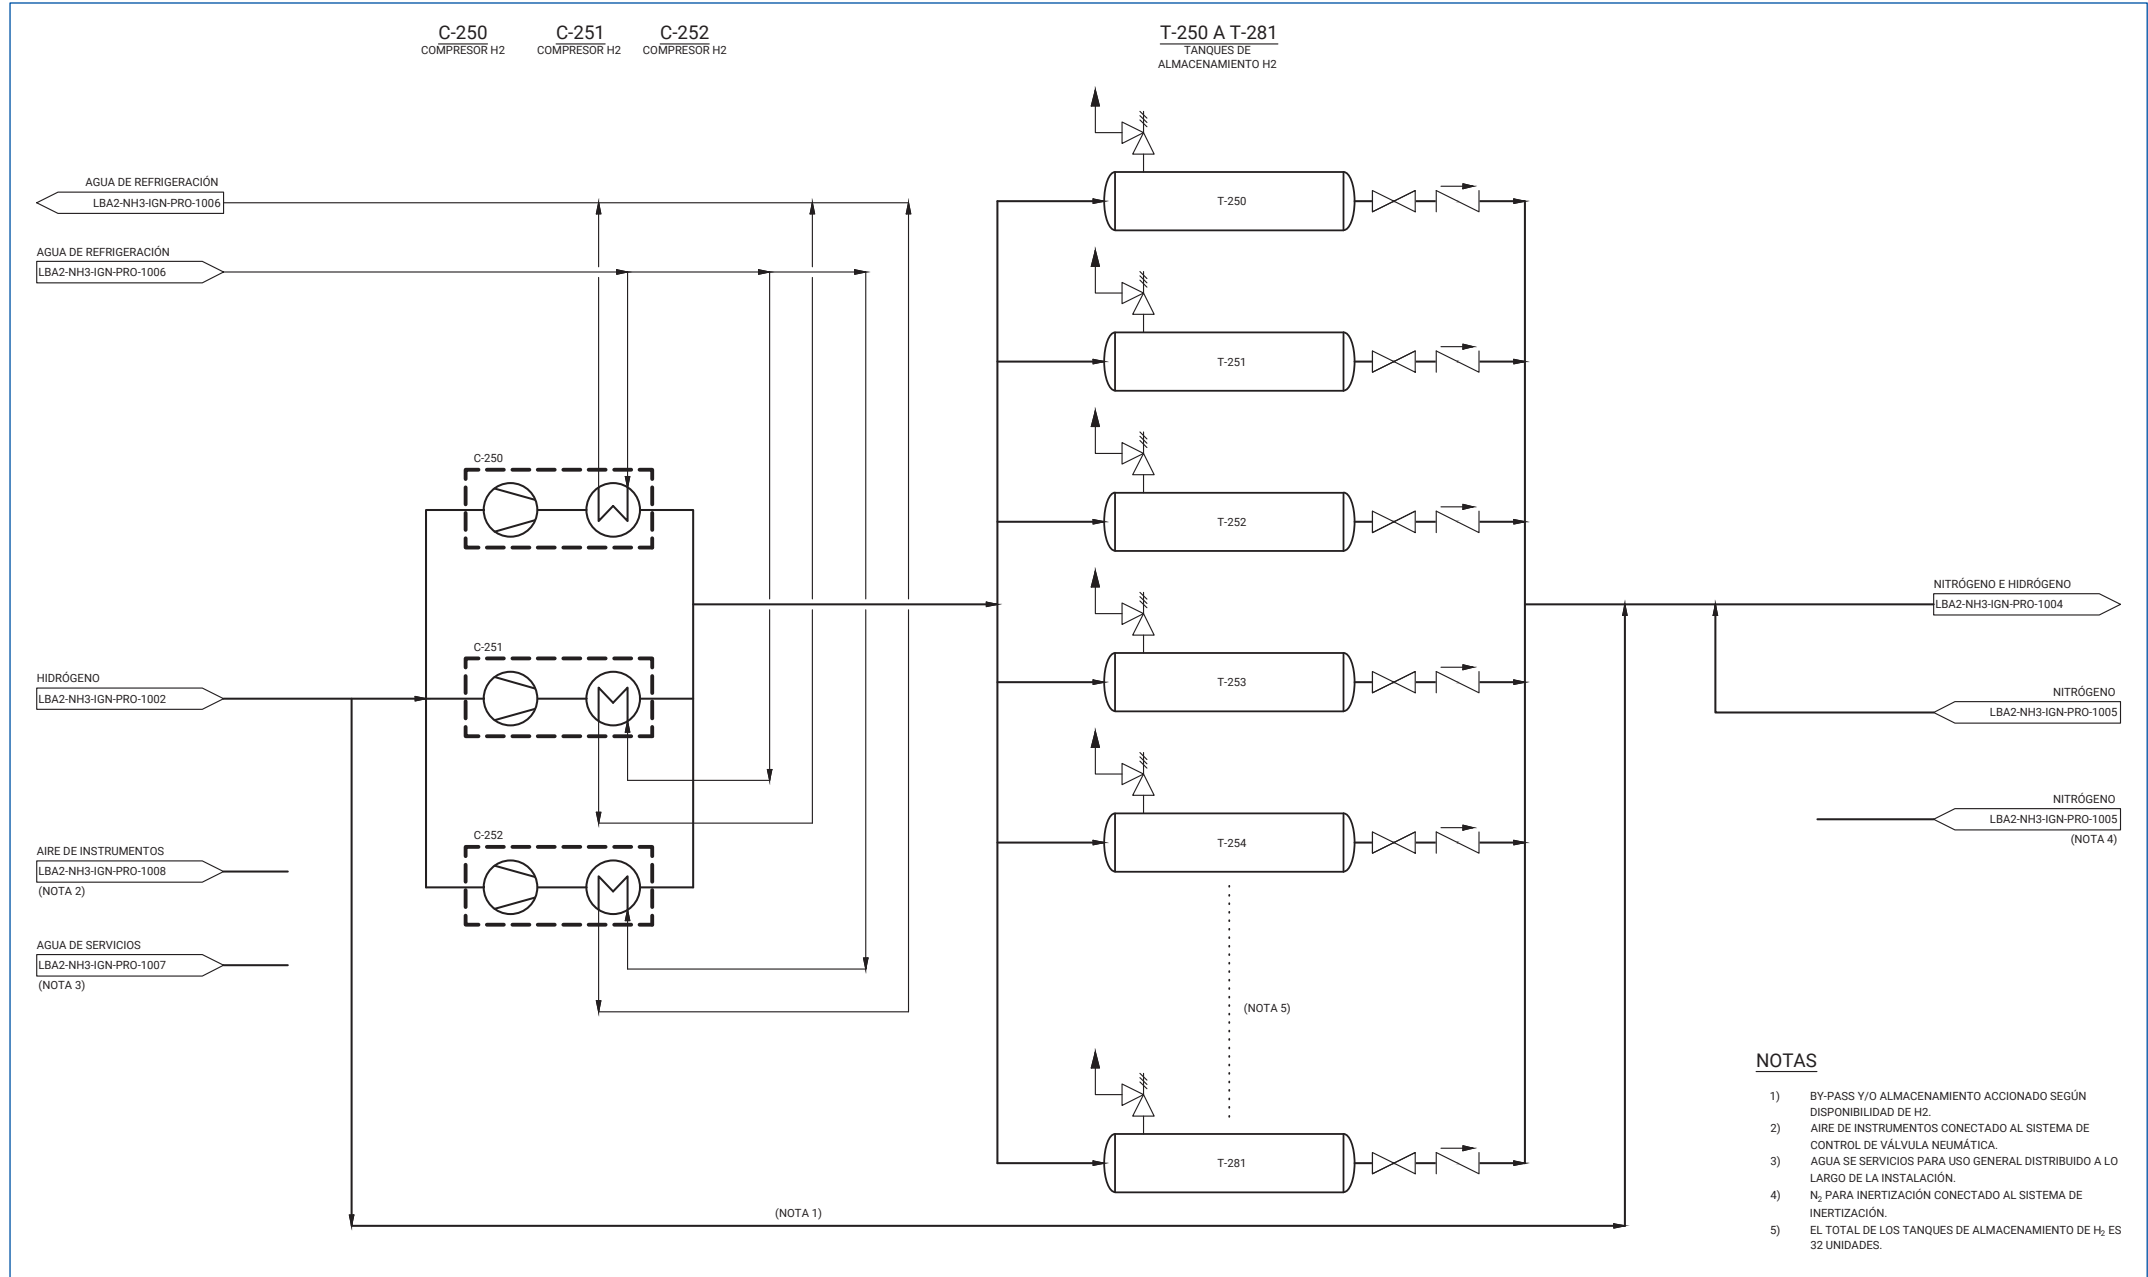 C-250
COMPRESOR H2
C-251
COMPRESOR H2
C-252
COMPRESOR H2
T-250 A T-281
TANQUES DE
ALMACENAMIENTO H2
AGUA DE REFRIGERACIÓN
LBA2-NH3-IGN-PRO-1006
AGUA DE REFRIGERACIÓN
LBA2-NH3-IGN-PRO-1006
HIDRÓGENO
LBA2-NH3-IGN-PRO-1002
AIRE DE INSTRUMENTOS
LBA2-NH3-IGN-PRO-1008
(NOTA 2)
AGUA DE SERVICIOS
LBA2-NH3-IGN-PRO-1007
(NOTA 3)
C-250
C-251
C-252
T-250
T-251
T-252
T-253
T-254
(NOTA 5)
T-281
(NOTA 1)
NITRÓGENO E HIDRÓGENO
LBA2-NH3-IGN-PRO-1004
NITRÓGENO
LBA2-NH3-IGN-PRO-1005
NITRÓGENO
LBA2-NH3-IGN-PRO-1005
(NOTA 4)
NOTAS
1) BY-PASS Y/O ALMACENAMIENTO ACCIONADO SEGÚN
DISPONIBILIDAD DE H2.
2) AIRE DE INSTRUMENTOS CONECTADO AL SISTEMA DE
CONTROL DE VÁLVULA NEUMÁTICA.
3) AGUA SE SERVICIOS PARA USO GENERAL DISTRIBUIDO A LO
LARGO DE LA INSTALACIÓN.
4) N₂ PARA INERTIZACIÓN CONECTADO AL SISTEMA DE
INERTIZACIÓN.
5) EL TOTAL DE LOS TANQUES DE ALMACENAMIENTO DE H₂ ES
32 UNIDADES.